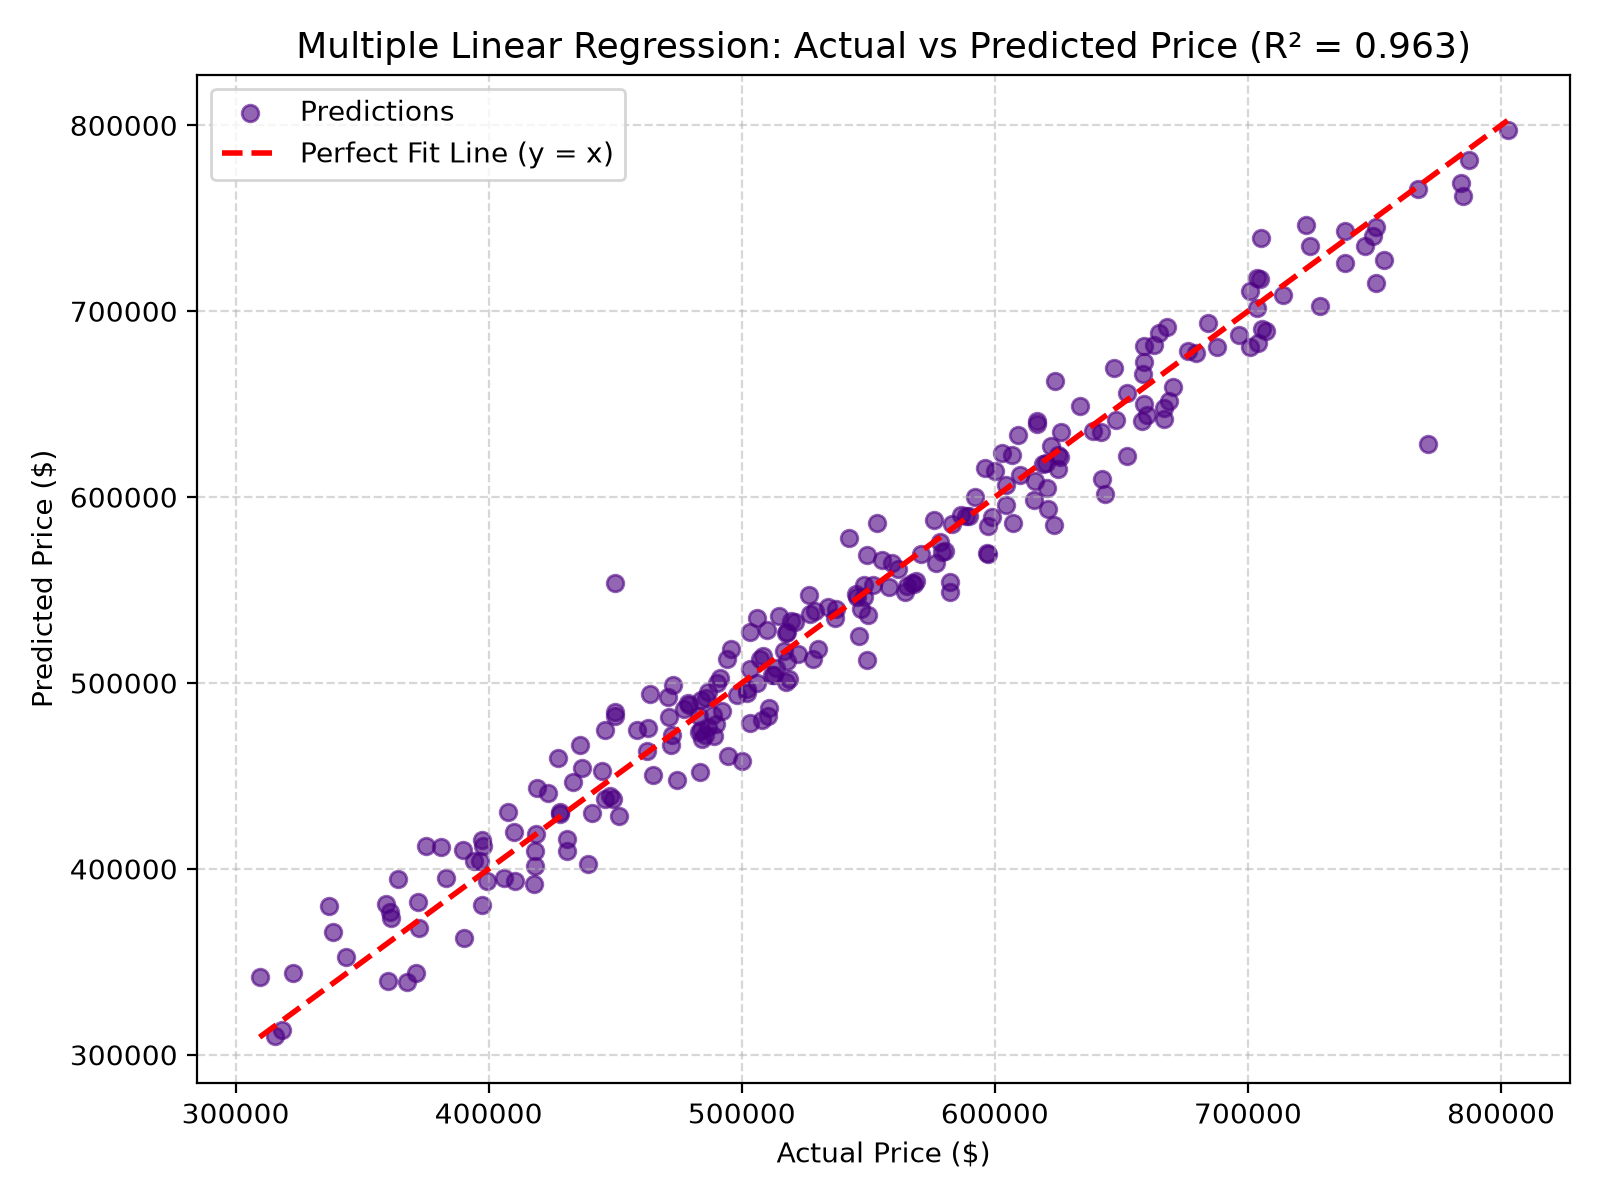 Multiple Linear Regression: Actual vs Predicted Price (R² = 0.963)
Predictions
Perfect Fit Line (y = x)
Predicted Price ($)
800000
700000
600000
500000
400000
300000
300000 400000 500000 600000 700000 800000
Actual Price ($)